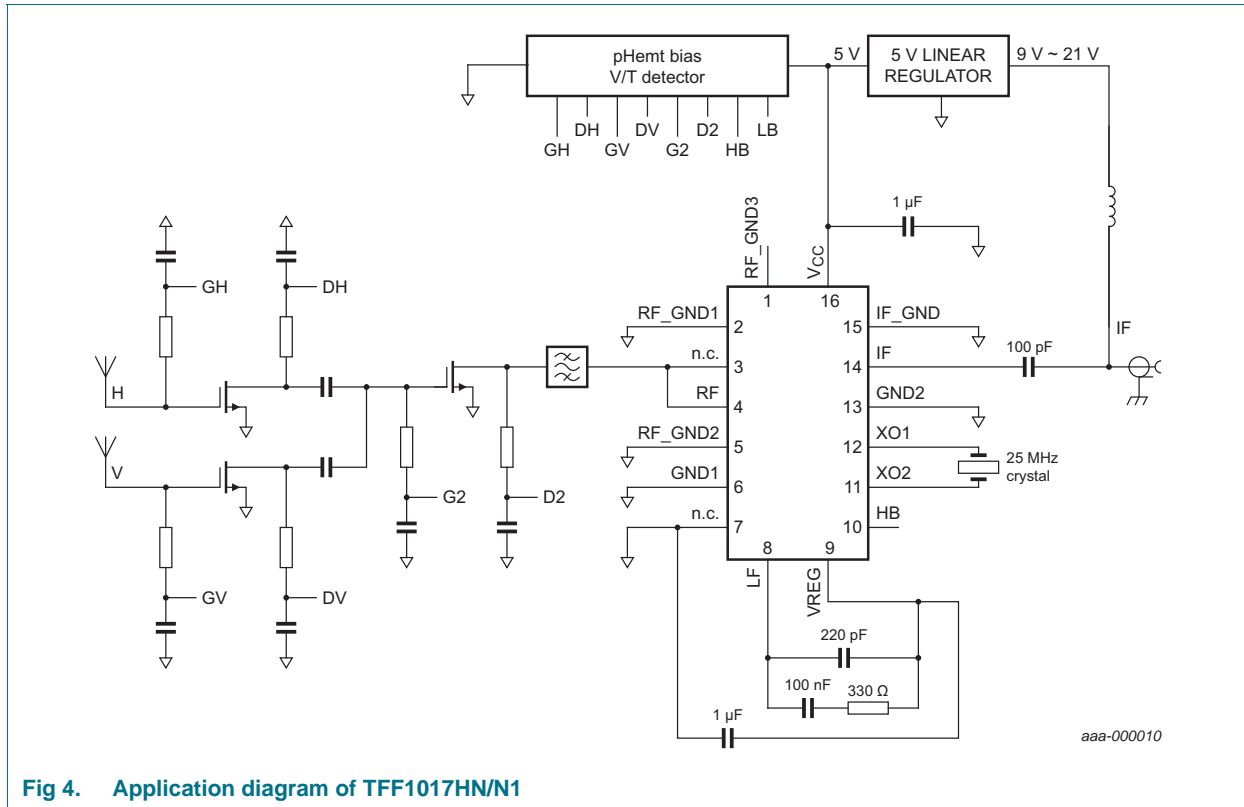 pHemt bias
V/T detector
5 V
5 V LINEAR
REGULATOR
9 V ~ 21 V
GH
DH
GV
DV
G2
D2
HB
LB
1 µF
RF_GND3
VCC
1
16
GH
DH
H
V
GV
DV
G2
D2
RF_GND1
2
n.c.
3
RF
4
RF_GND2
5
GND1
6
n.c.
7
15
IF_GND
14
IF
100 pF
IF
13
GND2
12
XO1
25 MHz
crystal
11
XO2
10
HB
8
9
LF
VREG
220 pF
100 nF
330 Ω
1 µF
aaa-000010
Fig 4. Application diagram of TFF1017HN/N1